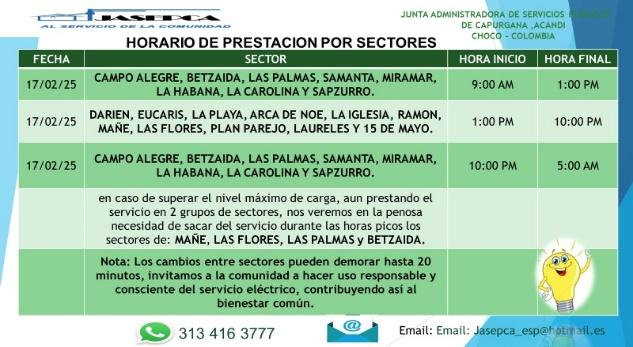 JASEPCA
AL SERVICIO DE LA COMUNIDAD
JUNTA ADMINISTRADORA DE SERVICIOS PUBLICOS
DE CAPURGANA ,ACANDI
CHOCO - COLOMBIA
HORARIO DE PRESTACION POR SECTORES
FECHA SECTOR HORA INICIO HORA FINAL
17/02/25 CAMPO ALEGRE, BETZAIDA, LAS PALMAS, SAMANTA, MIRAMAR, 9:00 AM 1:00 PM
LA HABANA, LA CAROLINA Y SAPZURRO.
17/02/25 DARIEN, EUCARIS, LA PLAYA, ARCA DE NOE, LA IGLESIA, RAMON, 1:00 PM 10:00 PM
MAÑE, LAS FLORES, PLAN PAREJO, LAURELES Y 15 DE MAYO.
17/02/25 CAMPO ALEGRE, BETZAIDA, LAS PALMAS, SAMANTA, MIRAMAR, 10:00 PM 5:00 AM
LA HABANA, LA CAROLINA Y SAPZURRO.
en caso de superar el nivel máximo de carga, aun prestando el
servicio en 2 grupos de sectores, nos veremos en la penosa
necesidad de sacar del servicio durante las horas picos los
sectores de: MAÑE, LAS FLORES, LAS PALMAS y BETZAIDA.
Nota: Los cambios entre sectores pueden demorar hasta 20
minutos, invitamos a la comunidad a hacer uso responsable y
consciente del servicio eléctrico, contribuyendo así al
bienestar común.
313 416 3777
Email: Email: Jasepca_esp@hotmail.es